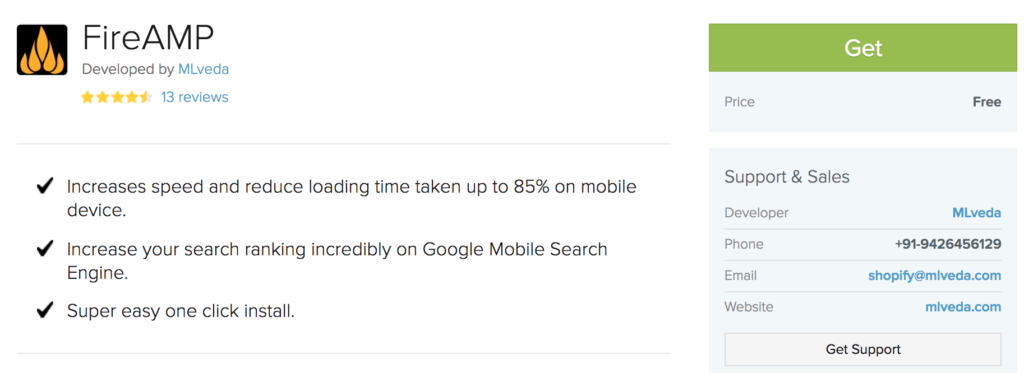 FireAMP
Developed by MLveda
13 reviews
Increases speed and reduce loading time taken up to 85% on mobile
device.
Increase your search ranking incredibly on Google Mobile Search
Engine.
Super easy one click install.
Get
Price Free
Support & Sales
Developer MLveda
Phone +91-9426456129
Email shopify@mlveda.com
Website mlveda.com
Get Support